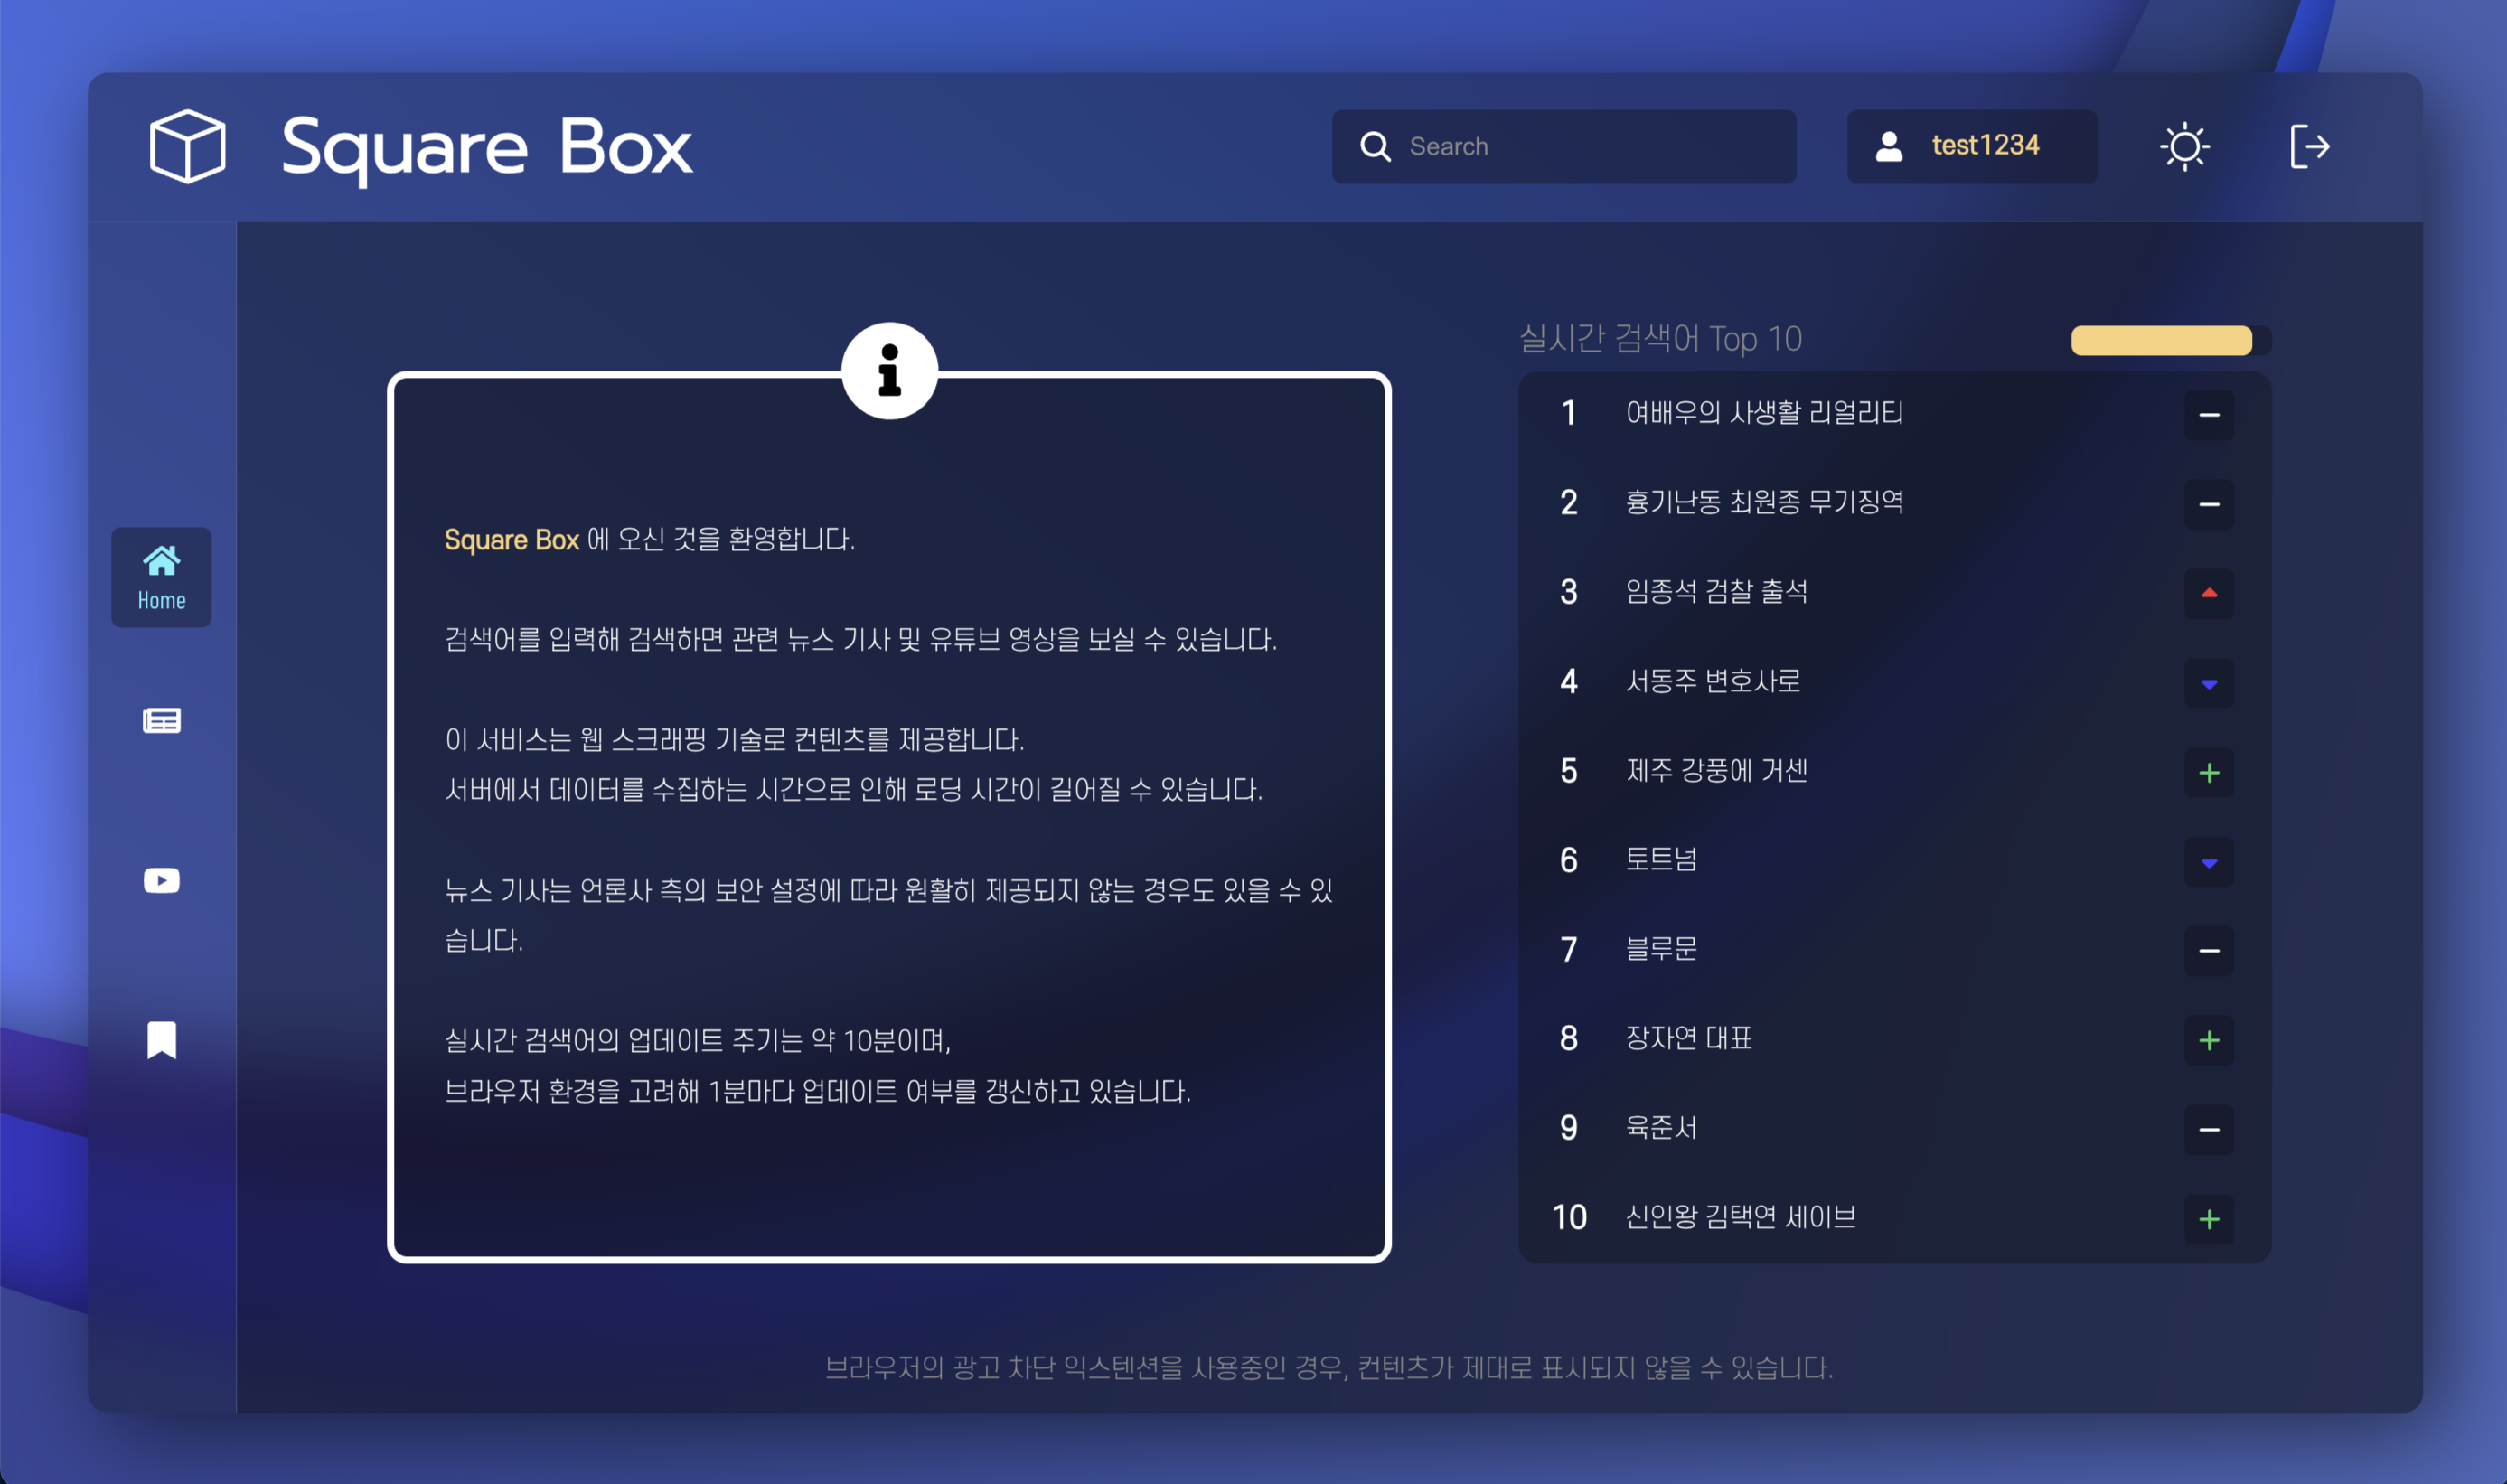 Square Box
Search
test1234
Home
Square Box 에 오신 것을 환영합니다.
검색어를 입력해 검색하면 관련 뉴스 기사 및 유튜브 영상을 보실 수 있습니다.
이 서비스는 웹 스크래핑 기술로 컨텐츠를 제공합니다.
서버에서 데이터를 수집하는 시간으로 인해 로딩 시간이 길어질 수 있습니다.
뉴스 기사는 언론사 측의 보안 설정에 따라 원활히 제공되지 않는 경우도 있을 수 있
습니다.
실시간 검색어의 업데이트 주기는 약 10분이며,
브라우저 환경을 고려해 1분마다 업데이트 여부를 갱신하고 있습니다.
실시간 검색어 Top 10
1 여배우의 사생활 리얼리티
2 흉기난동 최원종 무기징역
3 임종석 검찰 출석
4 서동주 변호사로
5 제주 강풍에 거센
6 토트넘
7 블루문
8 장자연 대표
9 육준서
10 신인왕 김택연 세이브
브라우저의 광고 차단 익스텐션을 사용중인 경우, 컨텐츠가 제대로 표시되지 않을 수 있습니다.